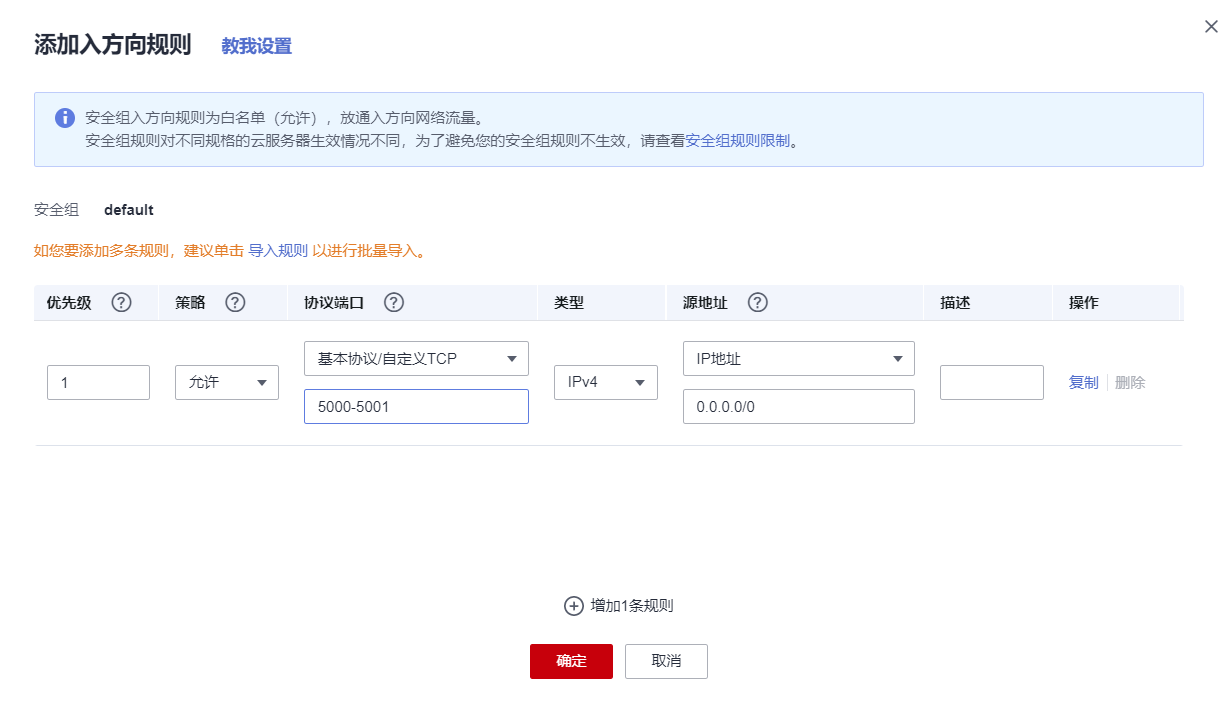 添加入方向规则 教我设置
安全组入方向规则为白名单（允许），放通入方向网络流量。
安全组规则对不同规格的云服务器生效情况不同，为了避免您的安全组规则不生效，请查看安全组规则限制。
安全组 default
如您要添加多条规则，建议单击 导入规则 以进行批量导入。
优先级 ? 策略 ? 协议端口 ? 类型 源地址 ? 描述 操作
基本协议/自定义TCP IP地址
1 允许 IPv4 复制 删除
5000-5001 0.0.0.0/0
增加1条规则
确定 取消